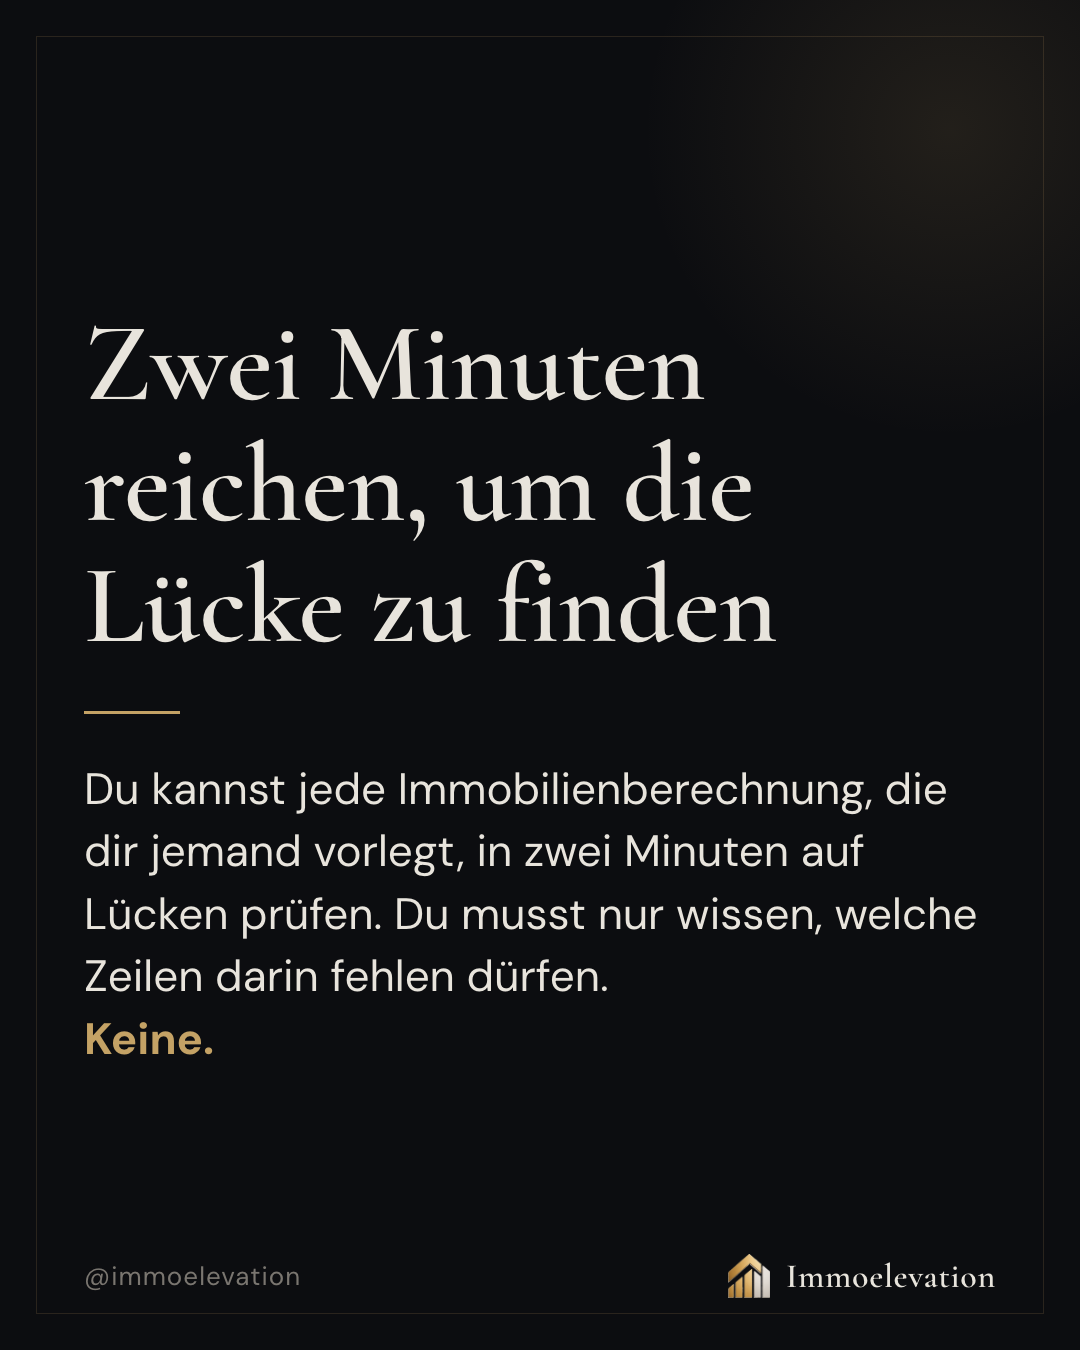 Zwei Minuten
reichen, um die
Lücke zu finden
Du kannst jede Immobilienberechnung, die
dir jemand vorlegt, in zwei Minuten auf
Lücken prüfen. Du musst nur wissen, welche
Zeilen darin fehlen dürfen.
Keine.
@immoelevation
Immoelevation